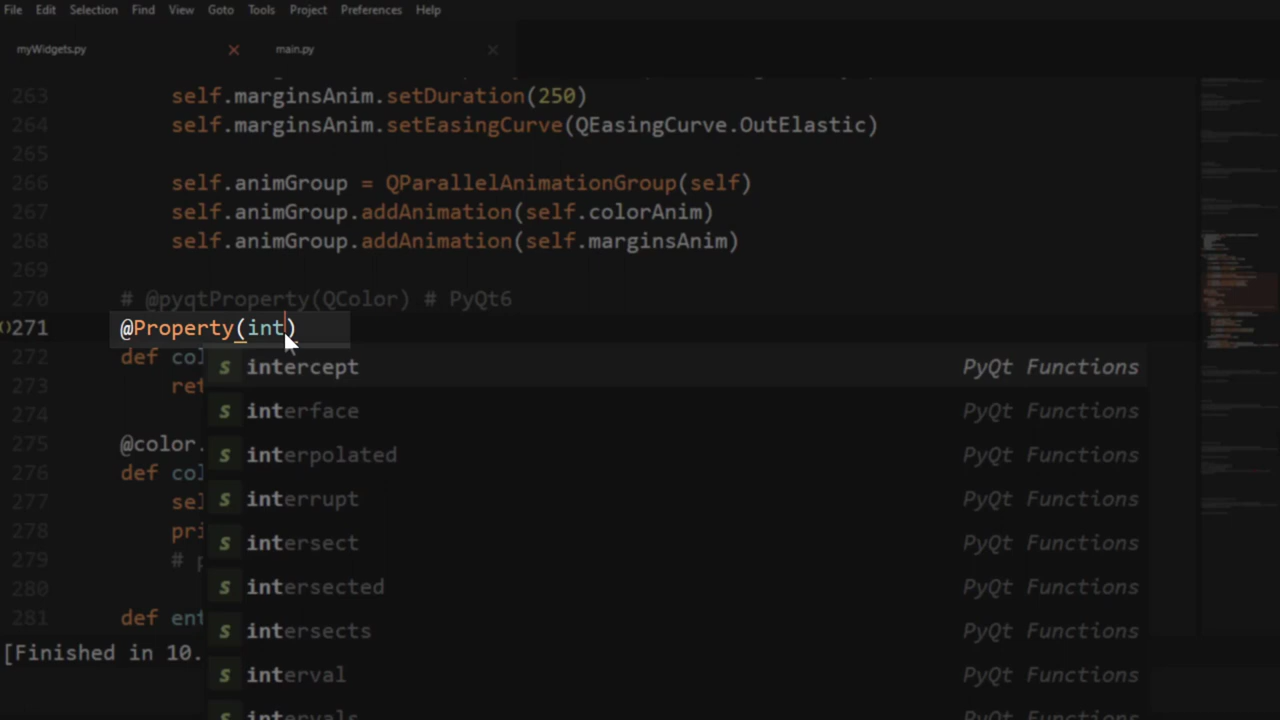 File Edit Selection Find View Goto Tools Project Preferences Help
myWidgets.py main.py
263 self.marginsAnim.setDuration(250)
264 self.marginsAnim.setEasingCurve(QEasingCurve.OutElastic)
265
266 self.animGroup = QParallelAnimationGroup(self)
267 self.animGroup.addAnimation(self.colorAnim)
268 self.animGroup.addAnimation(self.marginsAnim)
269
270 # @pyqtProperty(QColor) # PyQt6
271 @Property(int)
272 def col
s intercept PyQt Functions
273 ret
s interface PyQt Functions
274
275 @color.
s interpolated PyQt Functions
276 def col
277 sel
s interrupt PyQt Functions
278 pri
s intersect PyQt Functions
279 # p
280
s intersected PyQt Functions
281 def ent
s intersects PyQt Functions
[Finished in 10.
s interval PyQt Functions
s intervals PyQt Functions